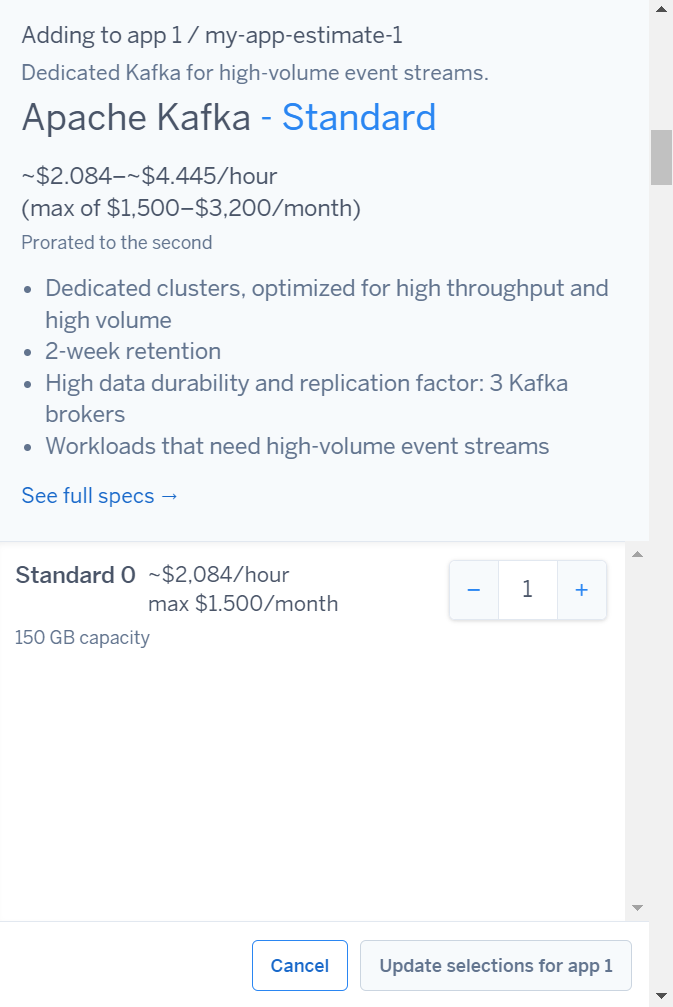 Adding to app 1 / my-app-estimate-1
Dedicated Kafka for high-volume event streams.
Apache Kafka - Standard
~$2.084–~$4.445/hour
(max of $1,500–$3,200/month)
Prorated to the second
• Dedicated clusters, optimized for high throughput and
high volume
• 2-week retention
• High data durability and replication factor: 3 Kafka
brokers
• Workloads that need high-volume event streams
See full specs →
Standard 0 ~$2,084/hour
max $1.500/month
− 1 +
150 GB capacity
Cancel Update selections for app 1